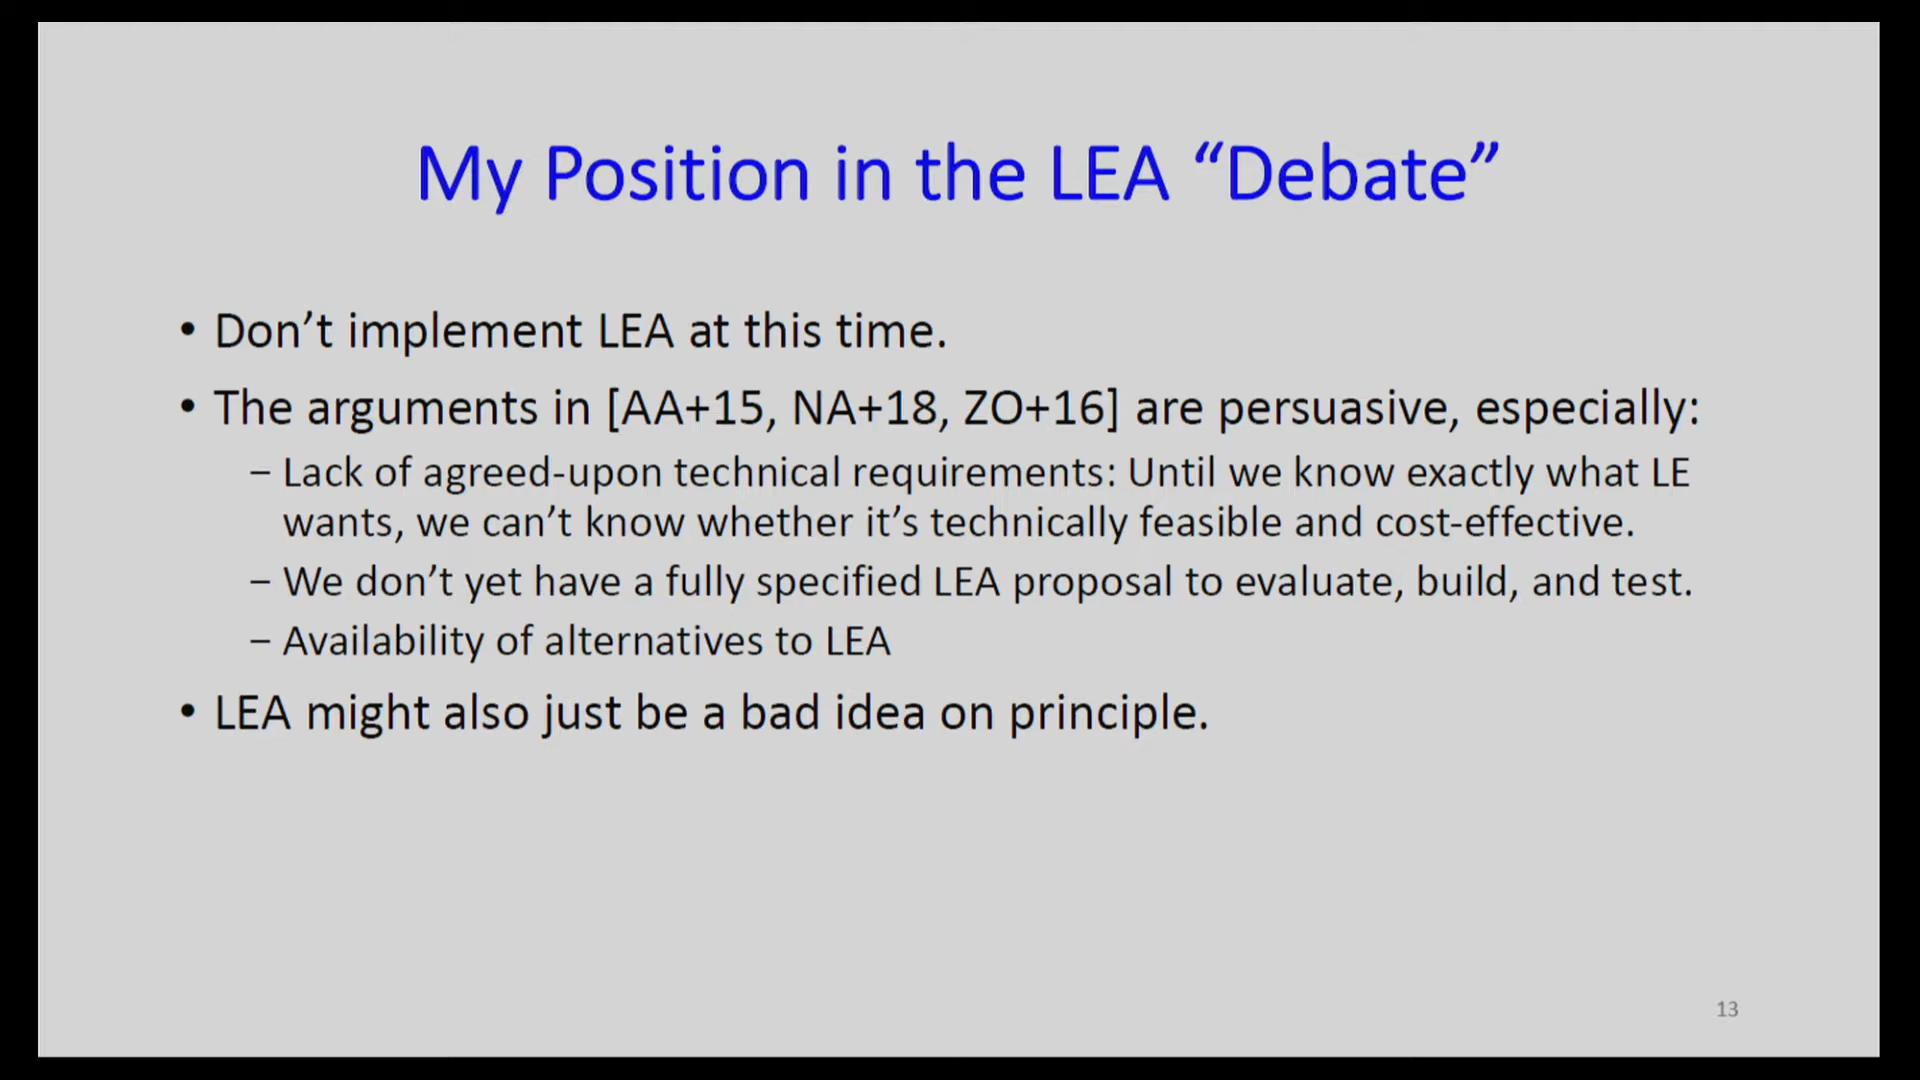 My Position in the LEA “Debate”
• Don’t implement LEA at this time.
• The arguments in [AA+15, NA+18, ZO+16] are persuasive, especially:
– Lack of agreed-upon technical requirements: Until we know exactly what LE
wants, we can’t know whether it’s technically feasible and cost-effective.
– We don’t yet have a fully specified LEA proposal to evaluate, build, and test.
– Availability of alternatives to LEA
• LEA might also just be a bad idea on principle.
13